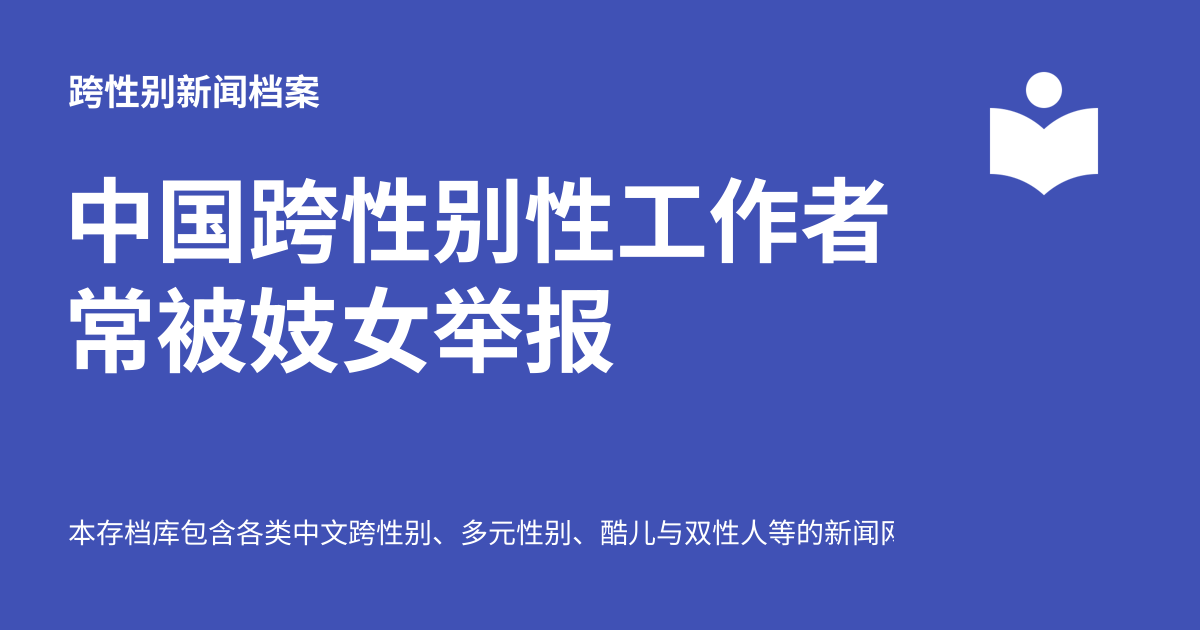 跨性别新闻档案
中国跨性别性工作者
常被妓女举报
本存档库包含各类中文跨性别、多元性别、酷儿与双性人等的新闻